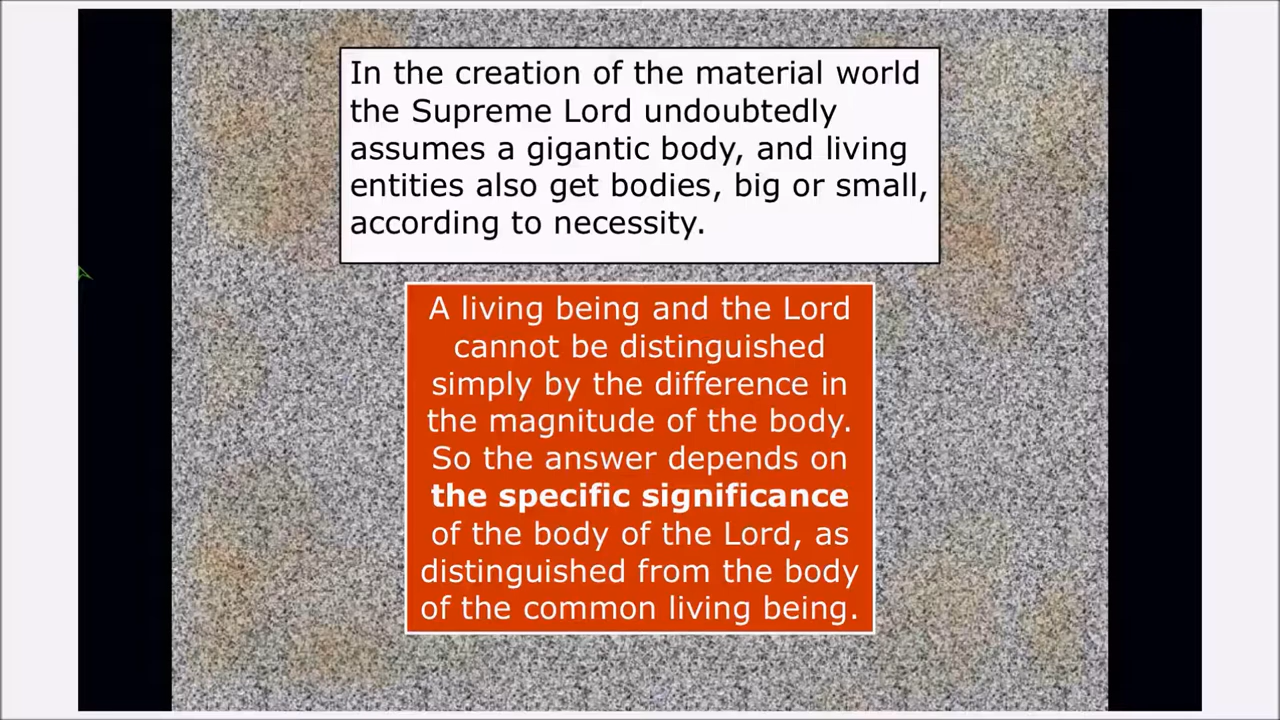 In the creation of the material world
the Supreme Lord undoubtedly
assumes a gigantic body, and living
entities also get bodies, big or small,
according to necessity.
A living being and the Lord
cannot be distinguished
simply by the difference in
the magnitude of the body.
So the answer depends on
the specific significance
of the body of the Lord, as
distinguished from the body
of the common living being.